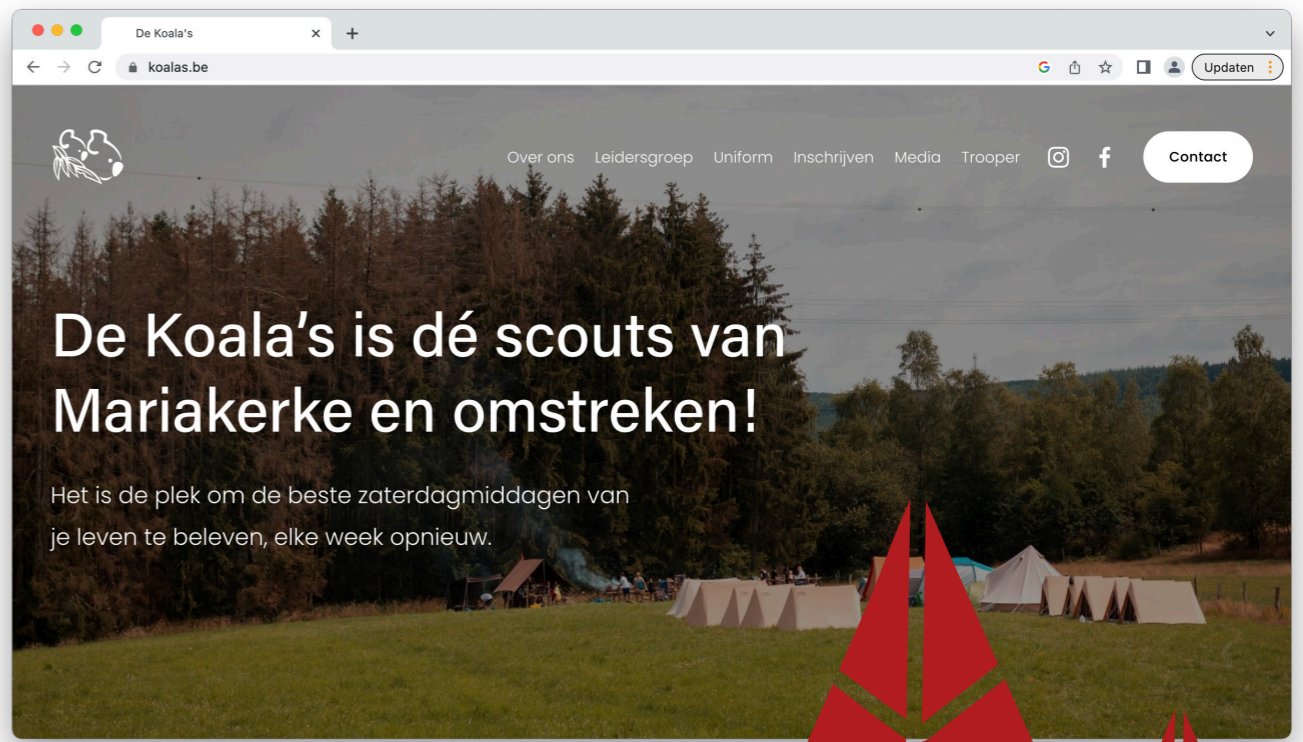 De Koala's
koalas.be
Updaten
Over ons Leidersgroep Uniform Inschrijven Media Trooper Contact
De Koala’s is dé scouts van
Mariakerke en omstreken!
Het is de plek om de beste zaterdagmiddagen van
je leven te beleven, elke week opnieuw.